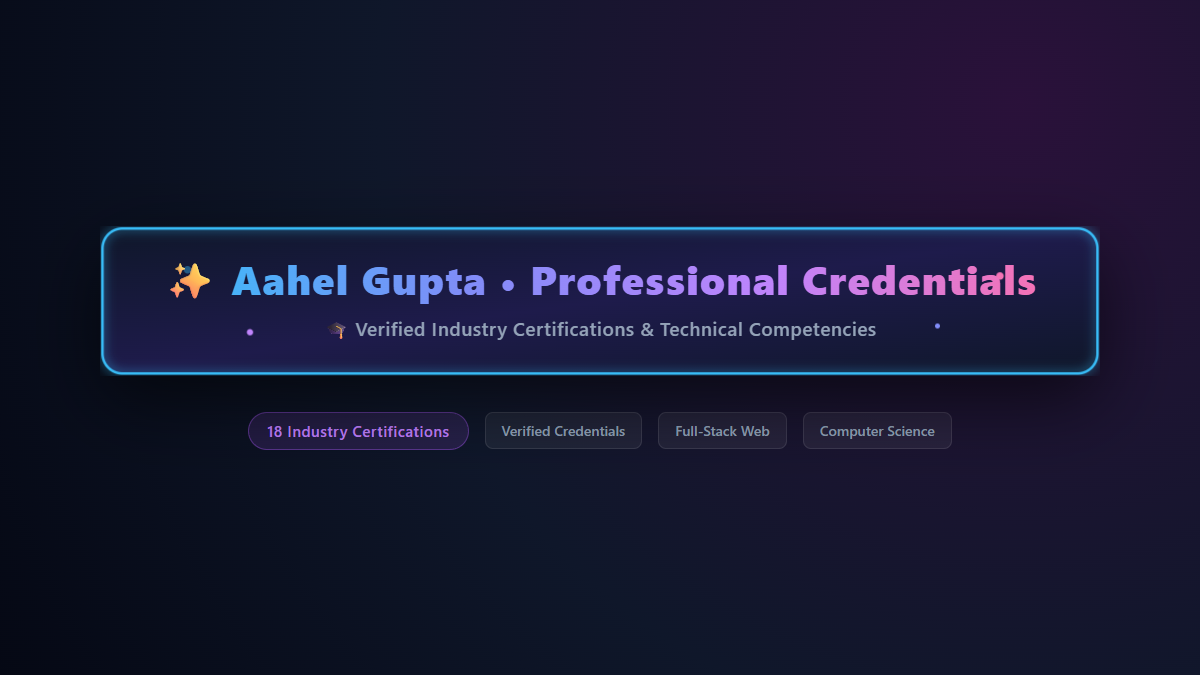 ✨ Aahel Gupta • Professional Credentials
🎓 Verified Industry Certifications & Technical Competencies
18 Industry Certifications
Verified Credentials
Full-Stack Web
Computer Science